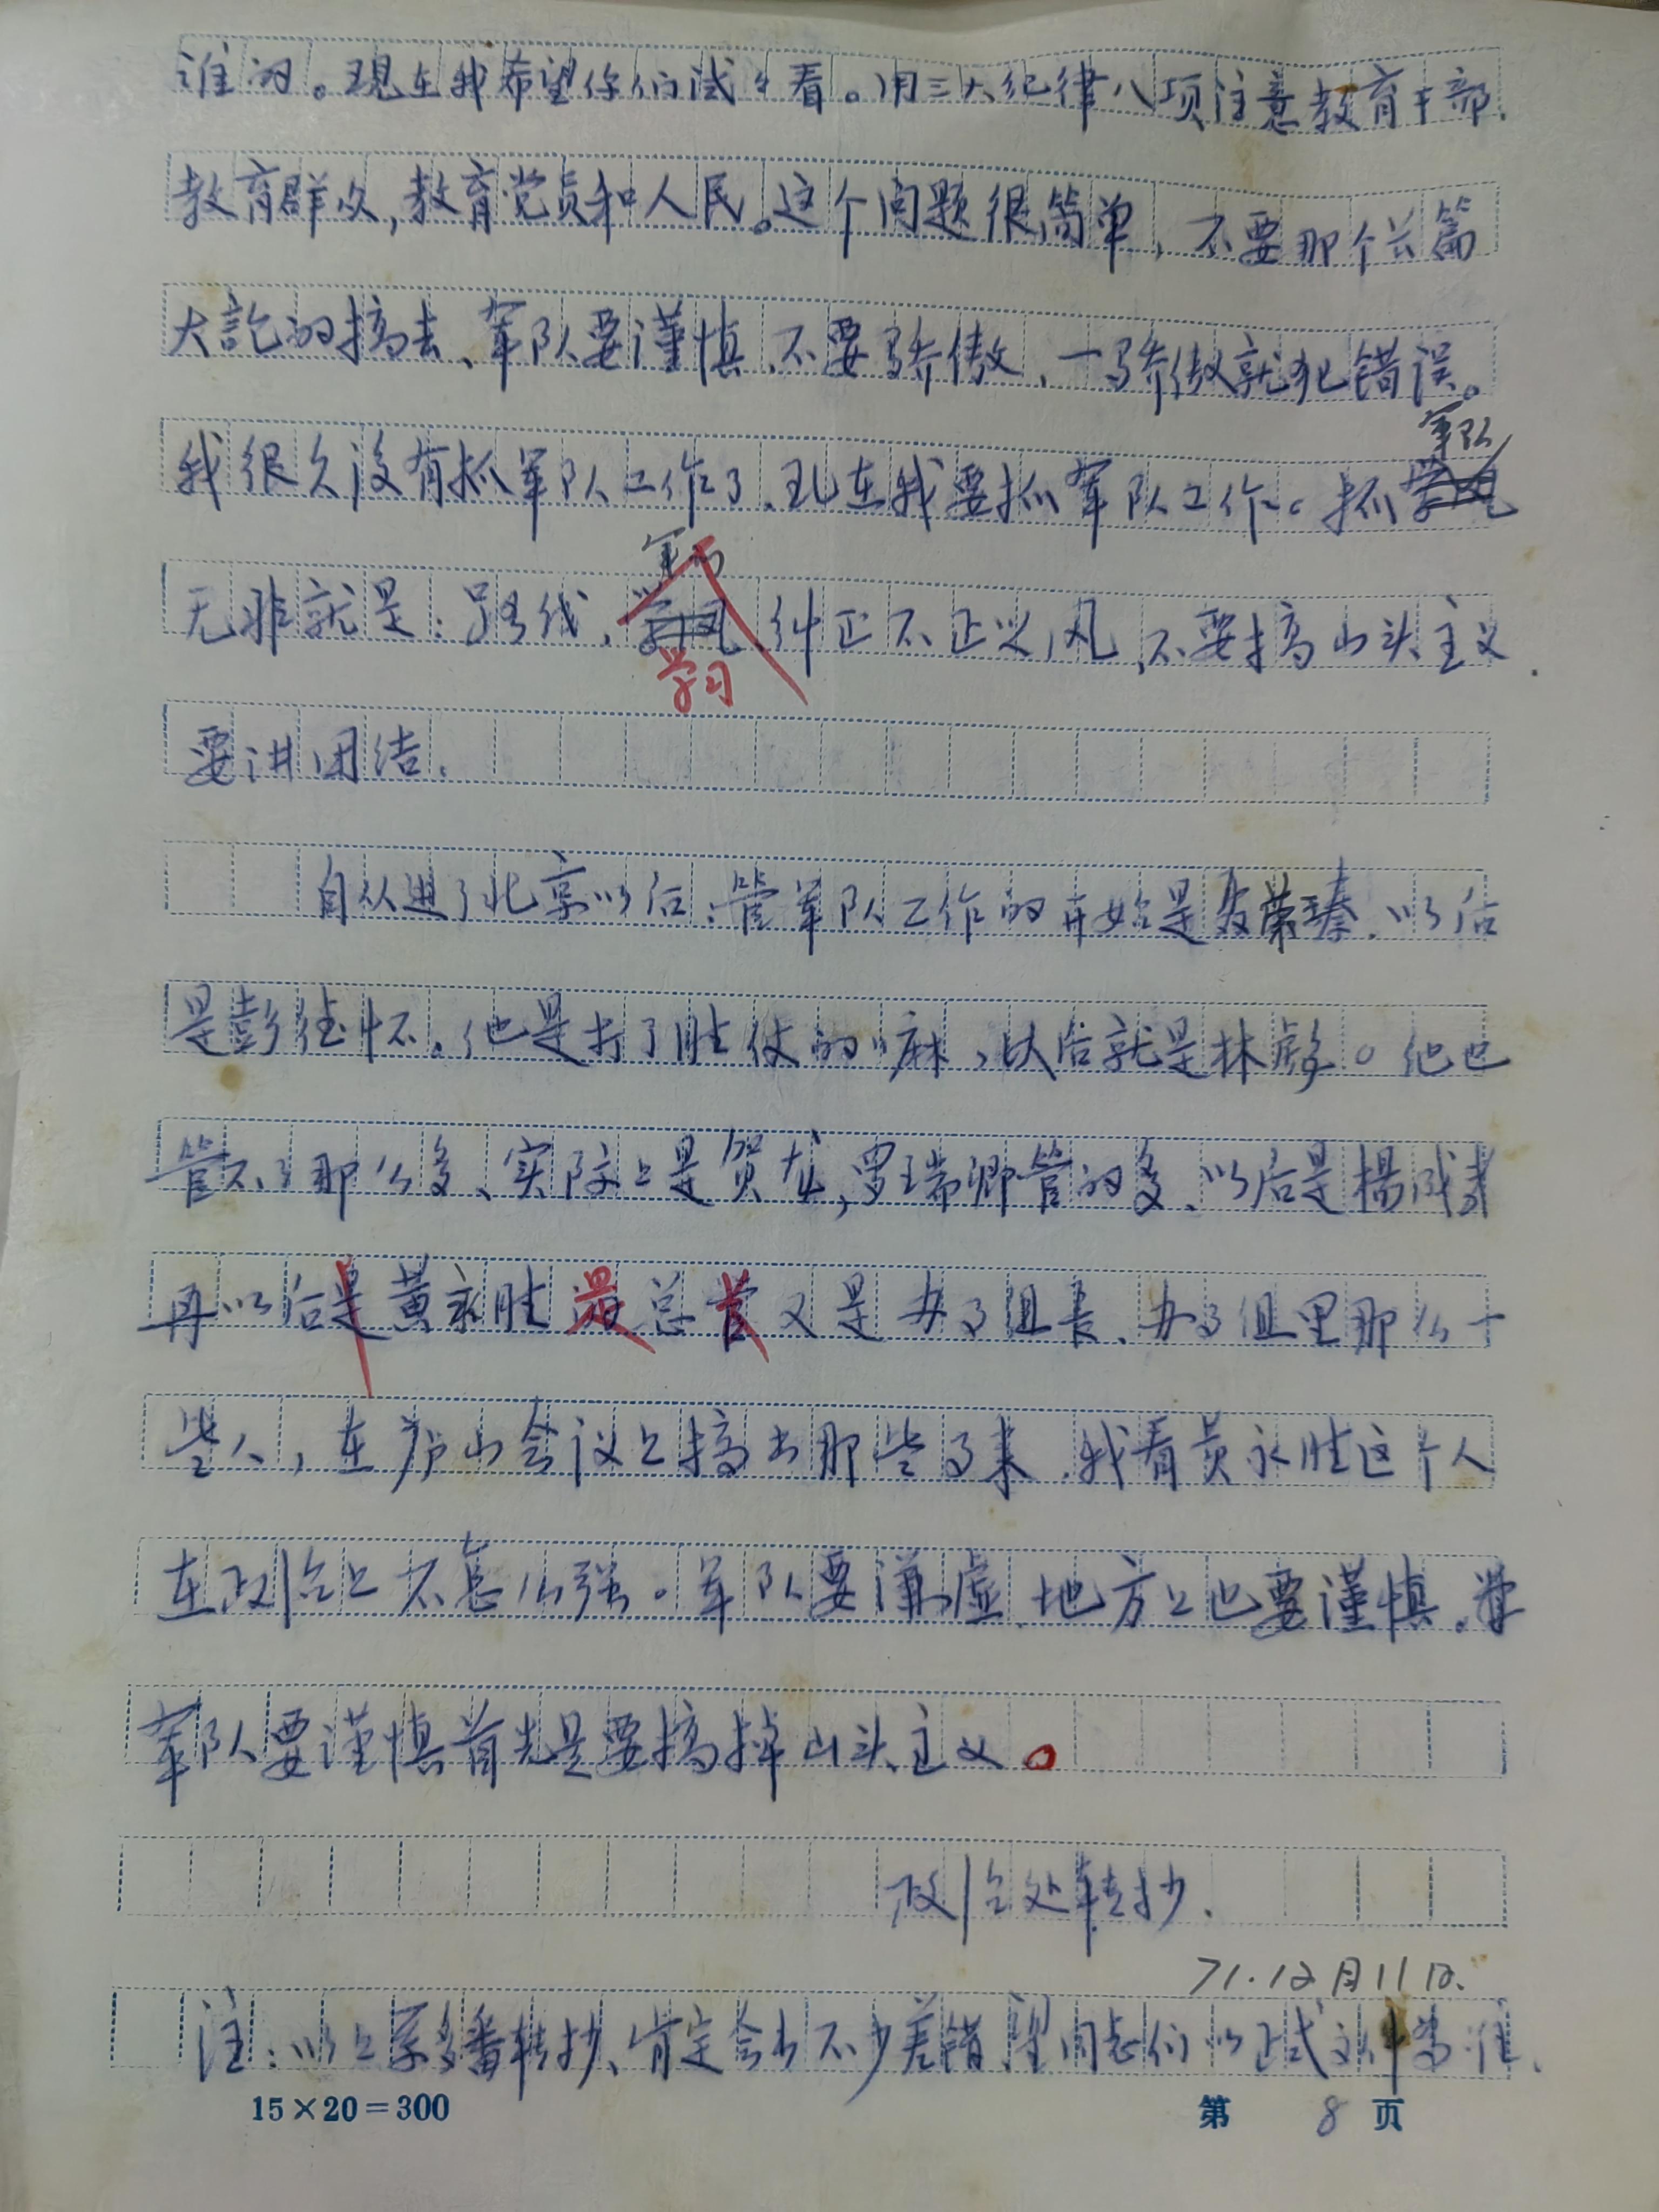 谁的。现在我希望你们试々看。用三大纪律八项注意教育干部.
教育群众,教育党员和人民。这个问题很简单,不要那个长篇
大论的搞去、军队要谨慎、不要骄傲、一骄傲就犯错误。
军队
我很久没有抓军队工作了、现在我要抓军队工作。抓
军内
无非就是:路线、纠正不正之风、不要搞山头主义.
学习
要讲团结.
自从进了北京以后:管军队工作的开始是聂荣臻.以后
是彭德怀。他是打了胜仗的嘛,以后就是林彪。他也
管不了那么多、实际上是贺龙,罗瑞卿管的多、以后是楊成武
再以后是黄永胜总又是办事组长、办事组里那么一
些人,在庐山会议上搞出那些事来.我看黄永胜这个人
在政治上不怎么强。军队要谦虚.地方上也要谨慎.
军队要谨慎首先是要搞掉山头主义。
政治处转抄.
71.12月11日.
注:以上系多番转抄、肯定会出不少差错、望同志们以正式文件为准.
15×20=300 第 8 页